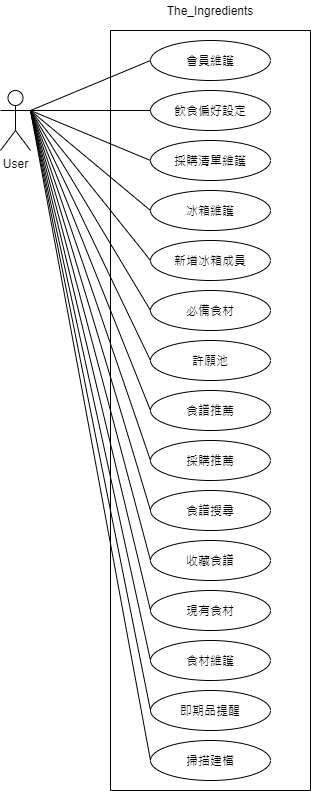 The_Ingredients
會員維護
飲食偏好設定
採購清單維護
冰箱維護
新增冰箱成員
必備食材
許願池
食譜推薦
採購推薦
食譜搜尋
收藏食譜
現有食材
食材維護
即期品提醒
掃描建檔
User